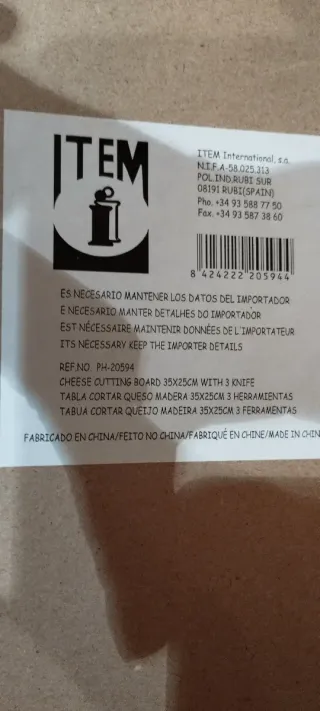 ITEM
i
ITEM International, s.a.
N.I.F.A-58.025.313
POL.IND.RUBI SUR
08191 RUBI(SPAIN)
Pho. +34 93 588 77 50
Fax. +34 93 587 38 60
8 424222 205944
ES NECESARIO MANTENER LOS DATOS DEL IMPORTADOR
E NECESARIO MANTER DETALHES DO IMPORTADOR
EST NÉCESSAIRE MAINTENIR DONNÉES DE L´IMPORTATEUR
ITS NECESSARY KEEP THE IMPORTER DETAILS
REF.NO. PH-20594
CHEESE CUTTING BOARD 35X25CM WITH 3 KNIFE
TABLA CORTAR QUESO MADERA 35X25CM 3 HERRAMIENTAS
TABUA CORTAR QUEIJO MADEIRA 35X25CM 3 FERRAMENTAS
FABRICADO EN CHINA/FEITO NO CHINA/FABRIQUÉ EN CHINE/MADE IN CHIN